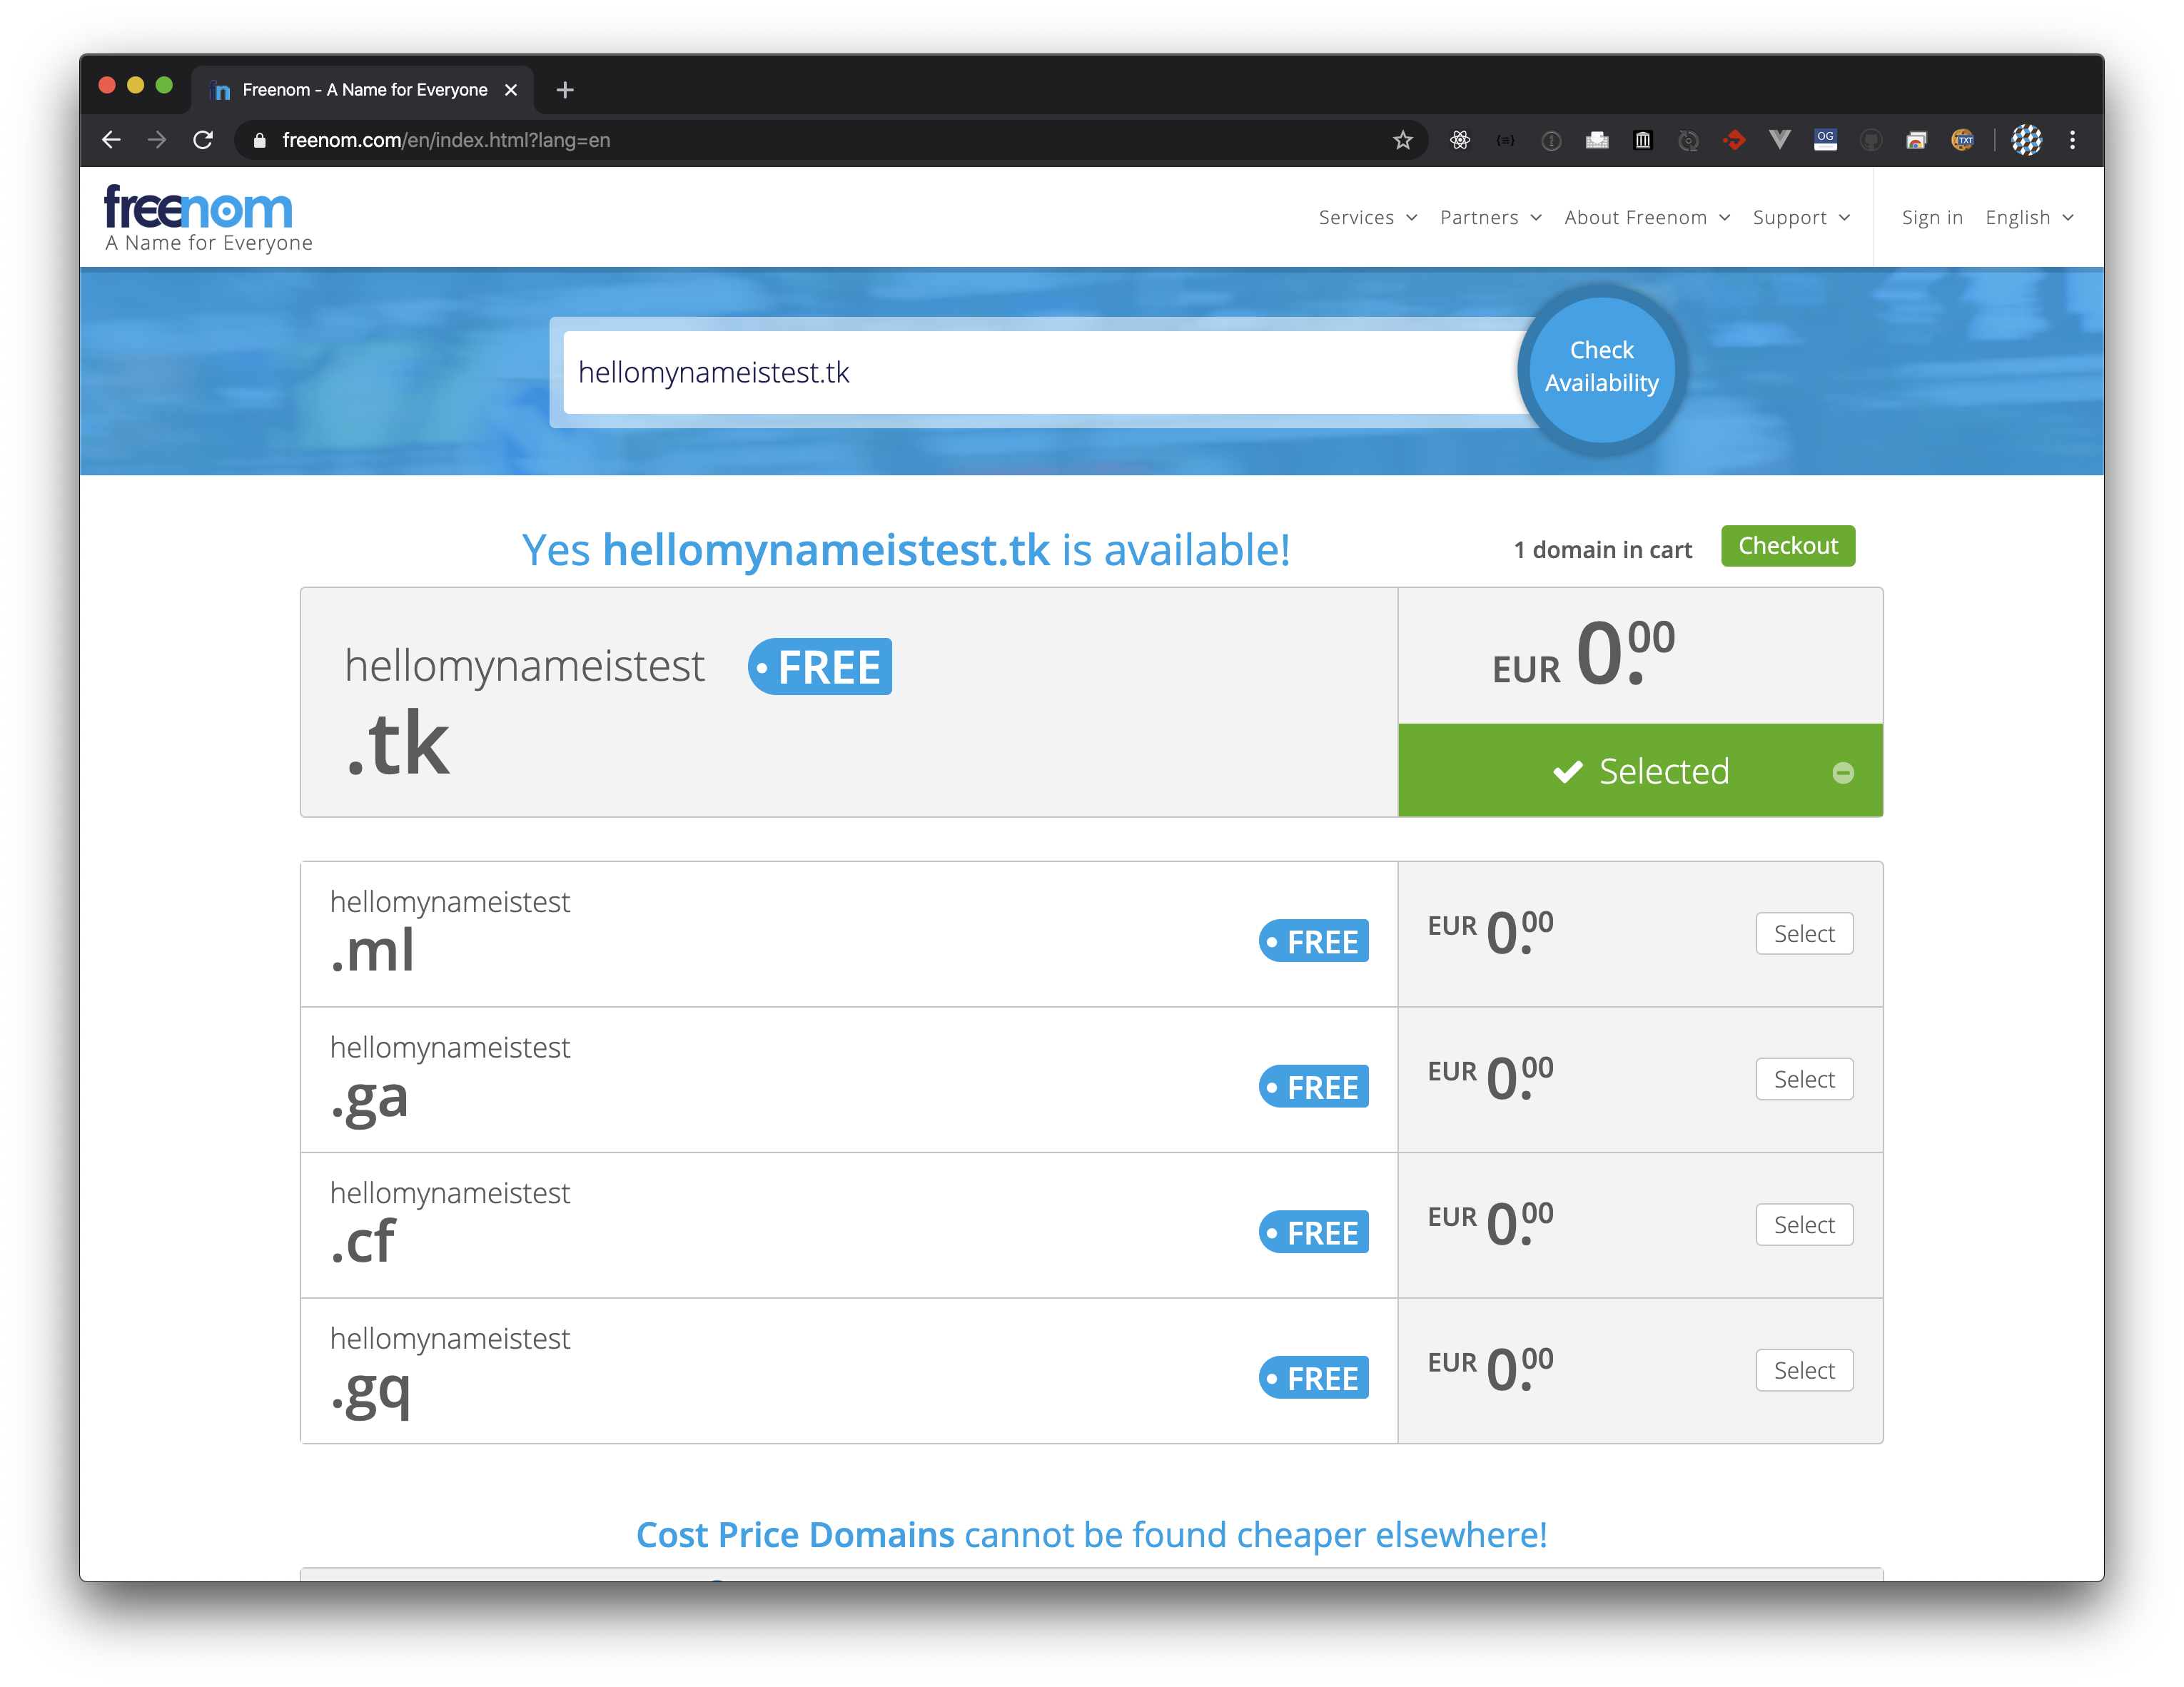 Freenom - A Name for Everyone
freenom.com/en/index.html?lang=en
OG
TXT
freenom
A Name for Everyone
Services Partners About Freenom Support Sign in English
hellomynameistest.tk
Check
Availability
Yes hellomynameistest.tk is available!
1 domain in cart Checkout
hellomynameistest FREE
.tk
EUR 0.00
Selected
hellomynameistest
.ml
FREE EUR 0.00 Select
hellomynameistest
.ga
FREE EUR 0.00 Select
hellomynameistest
.cf
FREE EUR 0.00 Select
hellomynameistest
.gq
FREE EUR 0.00 Select
Cost Price Domains cannot be found cheaper elsewhere!